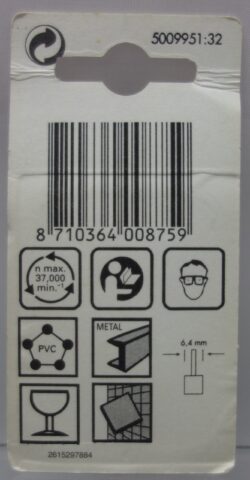 5009951:32
8 710364 008759
n max.
37,000
min.⁻¹
PVC
METAL
6,4 mm
2615297884